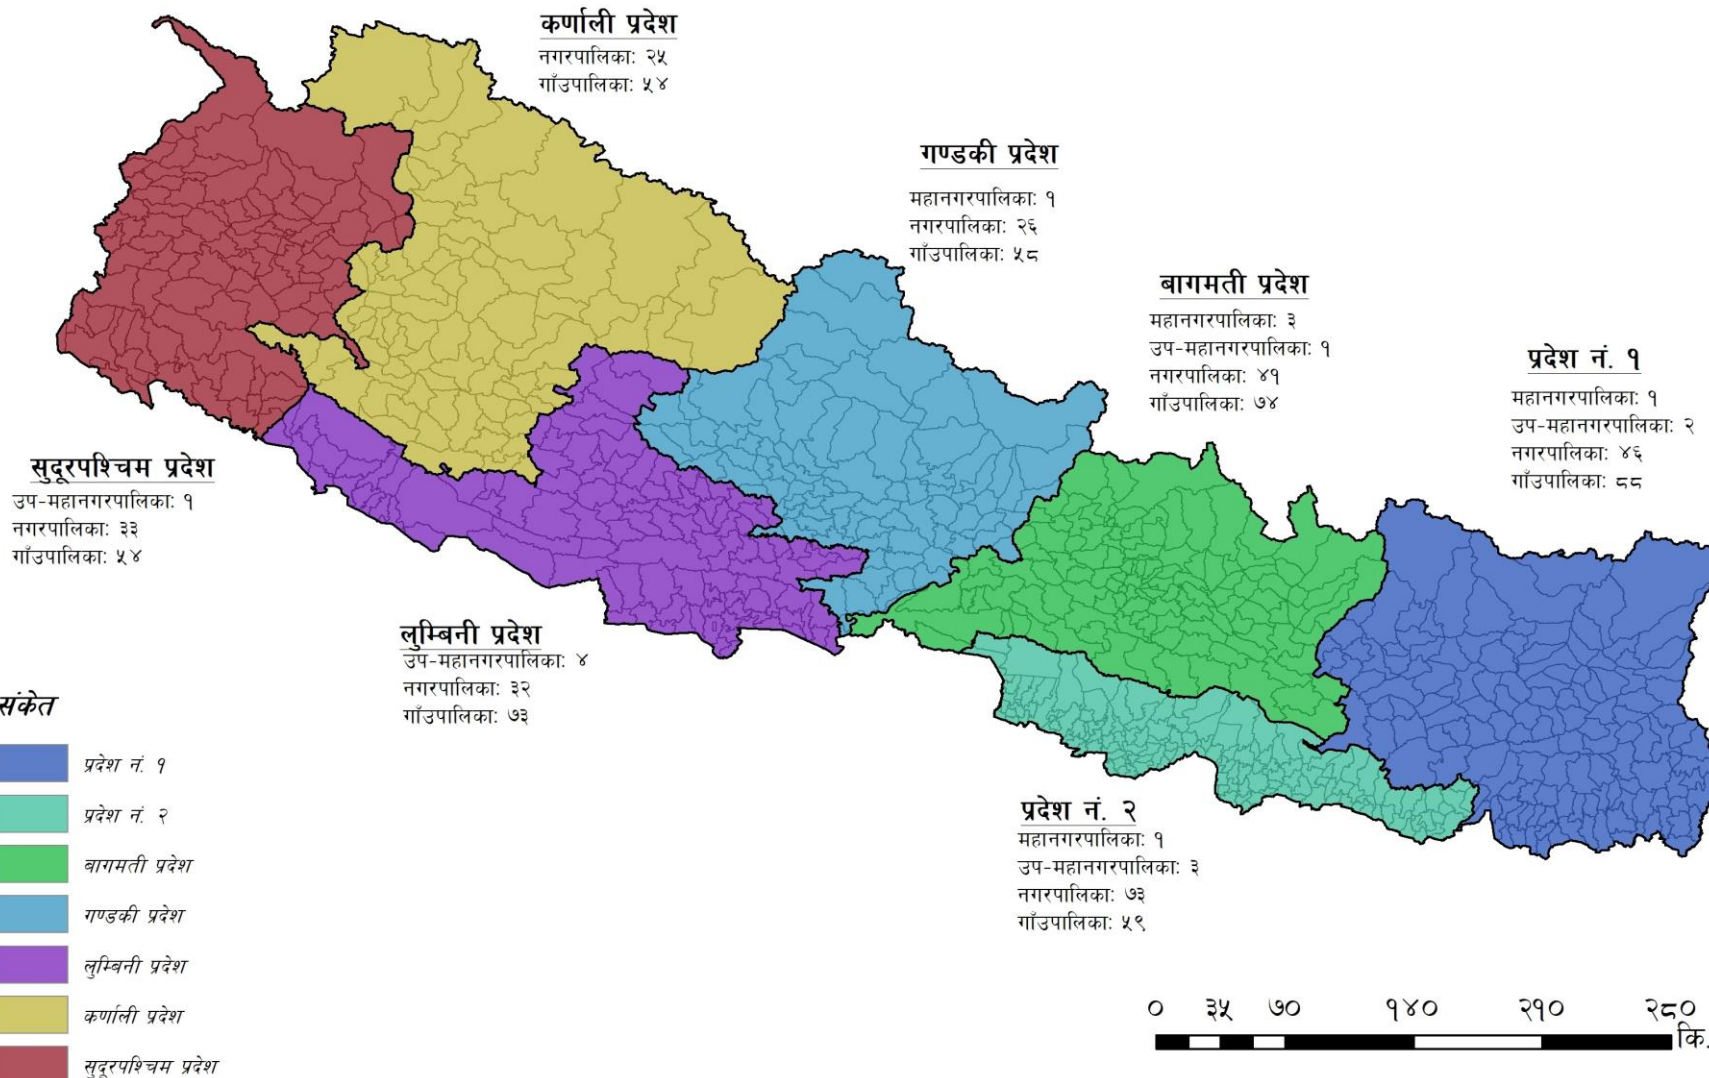 कर्णाली प्रदेश
नगरपालिका: २५
गाँउपालिका: ५४
गण्डकी प्रदेश
महानगरपालिका: १
नगरपालिका: २६
गाँउपालिका: ५८
बागमती प्रदेश
महानगरपालिका: ३
उप-महानगरपालिका: १
नगरपालिका: ४१
गाँउपालिका: ७४
प्रदेश नं. १
महानगरपालिका: १
उप-महानगरपालिका: २
नगरपालिका: ४६
गाँउपालिका: ८८
सुदूरपश्चिम प्रदेश
उप-महानगरपालिका: १
नगरपालिका: ३३
गाँउपालिका: ५४
लुम्बिनी प्रदेश
उप-महानगरपालिका: ४
नगरपालिका: ३२
गाँउपालिका: ७३
प्रदेश नं. २
महानगरपालिका: १
उप-महानगरपालिका: ३
नगरपालिका: ७३
गाँउपालिका: ५९
संकेत
प्रदेश नं. १
प्रदेश नं. २
बागमती प्रदेश
गण्डकी प्रदेश
लुम्बिनी प्रदेश
कर्णाली प्रदेश
सुदूरपश्चिम प्रदेश
० ३५ ७० १४० २१० २८०
कि.